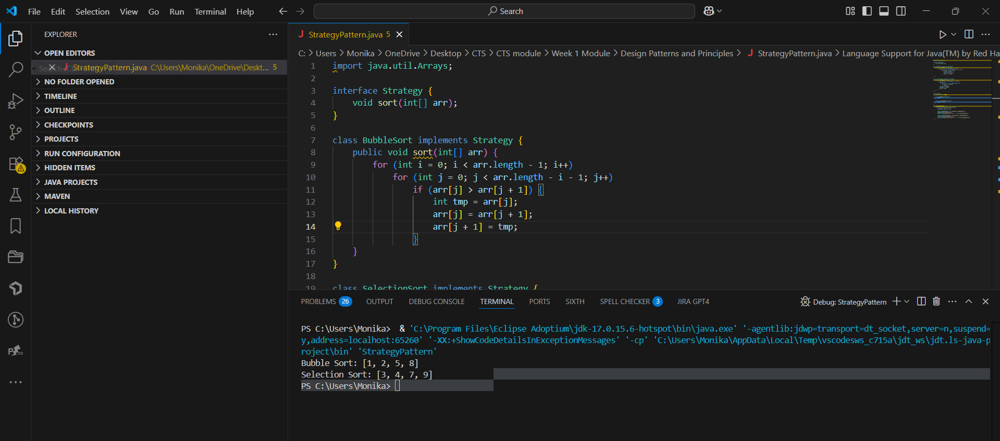 File Edit Selection View Go Run Terminal Help
Search
EXPLORER
OPEN EDITORS
StrategyPattern.java C:\Users\Monika\OneDrive\Deskt... 5
NO FOLDER OPENED
TIMELINE
OUTLINE
CHECKPOINTS
PROJECTS
RUN CONFIGURATION
HIDDEN ITEMS
JAVA PROJECTS
MAVEN
LOCAL HISTORY
StrategyPattern.java 5
C: > Users > Monika > OneDrive > Desktop > CTS > CTS module > Week 1 Module > Design Patterns and Principles > J StrategyPattern.java > Language Support for Java(TM) by Red Ha
1 import java.util.Arrays;
2
3 interface Strategy {
4 void sort(int[] arr);
5 }
6
7 class BubbleSort implements Strategy {
8 public void sort(int[] arr) {
9 for (int i = 0; i < arr.length - 1; i++)
10 for (int j = 0; j < arr.length - i - 1; j++)
11 if (arr[j] > arr[j + 1]) {
12 int tmp = arr[j];
13 arr[j] = arr[j + 1];
14 arr[j + 1] = tmp;
15 }
16 }
17 }
18
19 class SelectionSort implements Strategy {
PROBLEMS 26 OUTPUT DEBUG CONSOLE TERMINAL PORTS SIXTH SPELL CHECKER 3 JIRA GPT4
Debug: StrategyPattern
PS C:\Users\Monika>  & 'C:\Program Files\Eclipse Adoptium\jdk-17.0.15.6-hotspot\bin\java.exe' '-agentlib:jdwp=transport=dt_socket,server=n,suspend=
y,address=localhost:65260' '-XX:+ShowCodeDetailsInExceptionMessages' '-cp' 'C:\Users\Monika\AppData\Local\Temp\vscodesws_c715a\jdt_ws\jdt.ls-java-p
roject\bin' 'StrategyPattern'
Bubble Sort: [1, 2, 5, 8]
Selection Sort: [3, 4, 7, 9]
PS C:\Users\Monika>